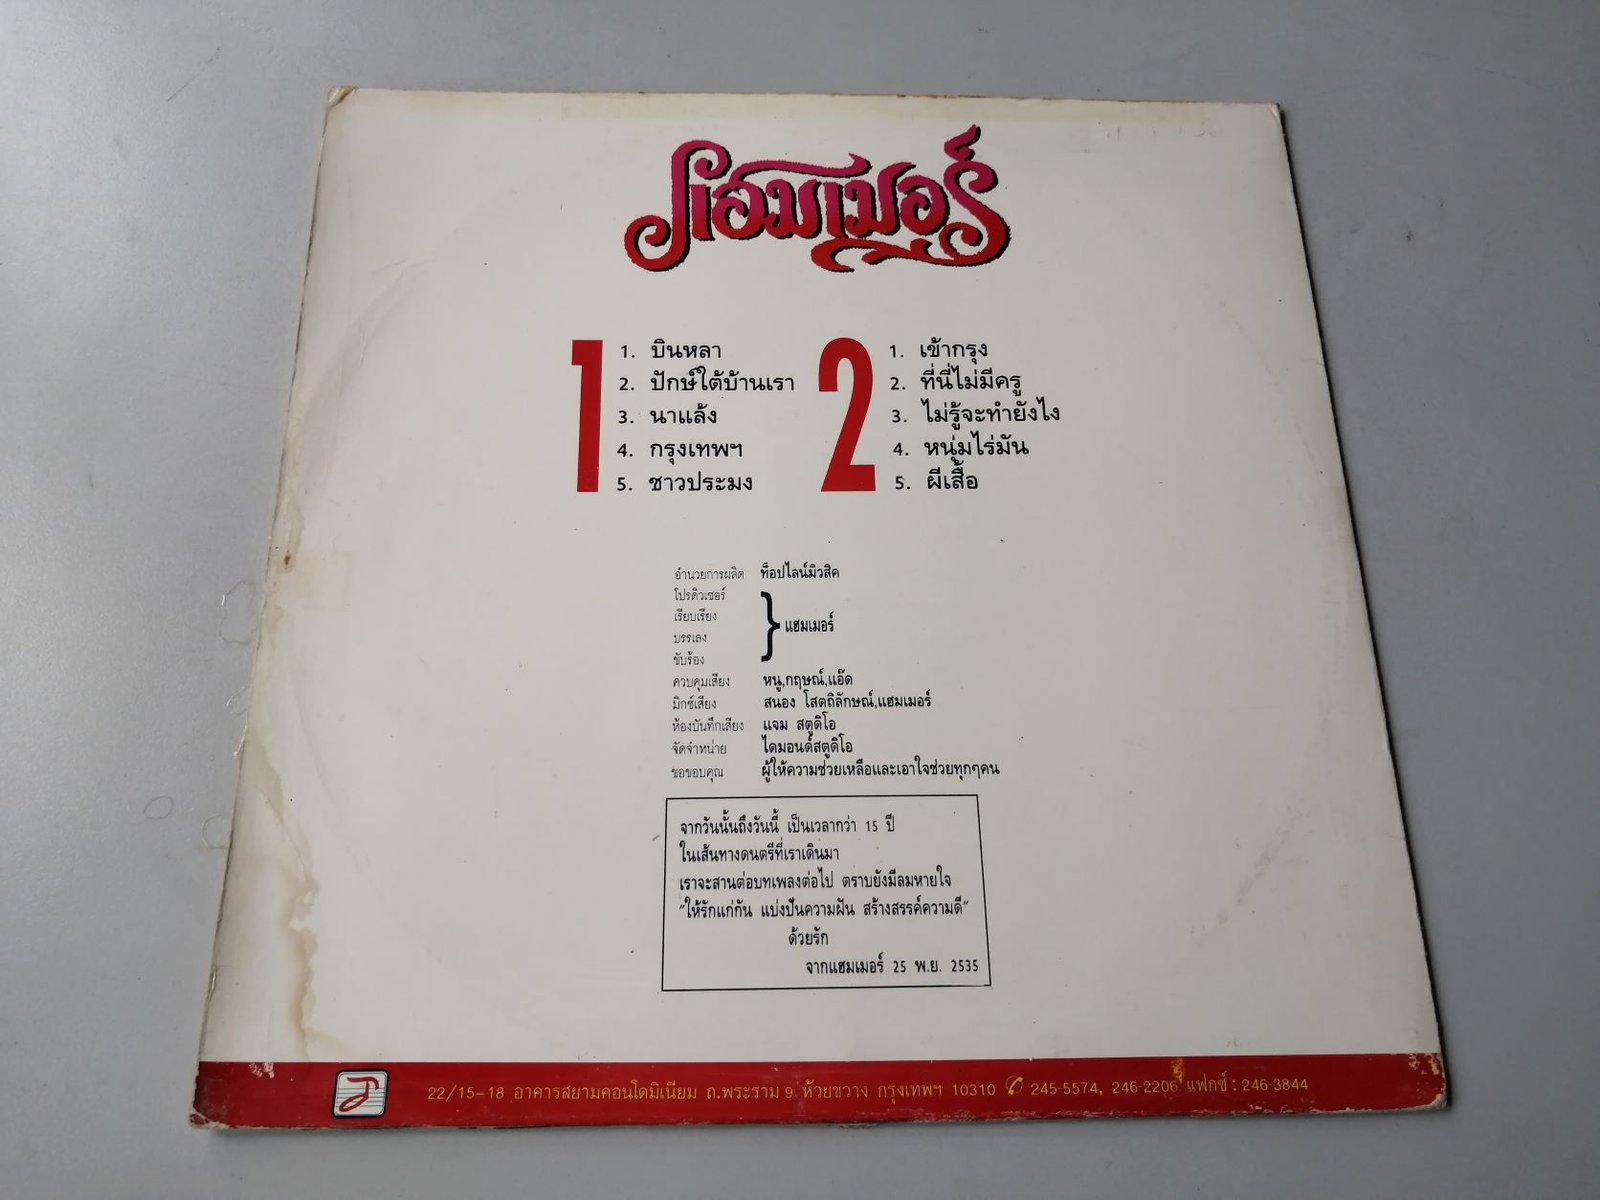 แฮมเมอร์
1
1. บินหลา
2. ปักษ์ใต้บ้านเรา
3. นาแล้ง
4. กรุงเทพฯ
5. ชาวประมง
2
1. เข้ากรุง
2. ที่นี่ไม่มีครู
3. ไม่รู้จะทำยังไง
4. หนุ่มไร่มัน
5. ผีเสื้อ
อำนวยการผลิต ท็อปไลน์มิวสิค
โปรดิวเซอร์
เรียบเรียง
บรรเลง
ขับร้อง
} แฮมเมอร์
ควบคุมเสียง หนู,กฤษณ์,แอ๊ด
มิกซ์เสียง สนอง โสตถิลักษณ์,แฮมเมอร์
ห้องบันทึกเสียง แจม สตูดิโอ
จัดจำหน่าย ไดมอนด์สตูดิโอ
ขอขอบคุณ ผู้ให้ความช่วยเหลือและเอาใจช่วยทุกๆคน
จากวันนั้นถึงวันนี้ เป็นเวลากว่า 15 ปี
ในเส้นทางดนตรีที่เราเดินมา
เราจะสานต่อบทเพลงต่อไป ตราบยังมีลมหายใจ
"ให้รักแก่กัน แบ่งปันความฝัน สร้างสรรค์ความดี"
ด้วยรัก
จากแฮมเมอร์ 25 พ.ย. 2535
22/15-18 อาคารสยามคอนโดมิเนียม ถ.พระราม 9 ห้วยขวาง กรุงเทพฯ 10310 ✆ 245-5574, 246-2206 แฟกซ์ : 246-3844